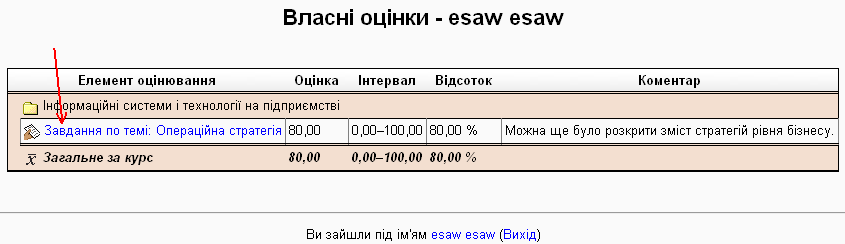 Власні оцінки - esaw esaw
Елемент оцінювання Оцінка Інтервал Відсоток Коментар
Інформаційні системи і технології на підприємстві
Завдання по темі: Операційна стратегія 80,00 0,00–100,00 80,00 % Можна ще було розкрити зміст стратегій рівня бізнесу.
x̄ Загальне за курс 80,00 0,00–100,00 80,00 %
Ви зайшли під ім'ям esaw esaw (Вихід)